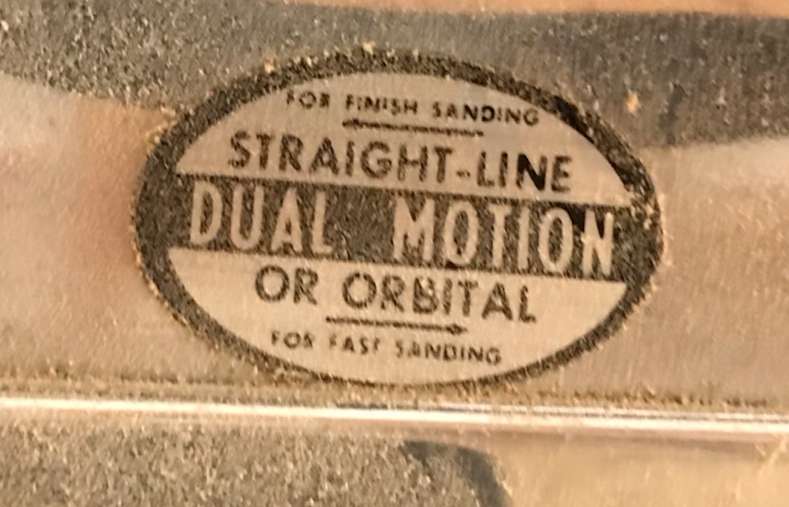 FOR FINISH SANDING
STRAIGHT-LINE
DUAL MOTION
OR ORBITAL
FOR FAST SANDING